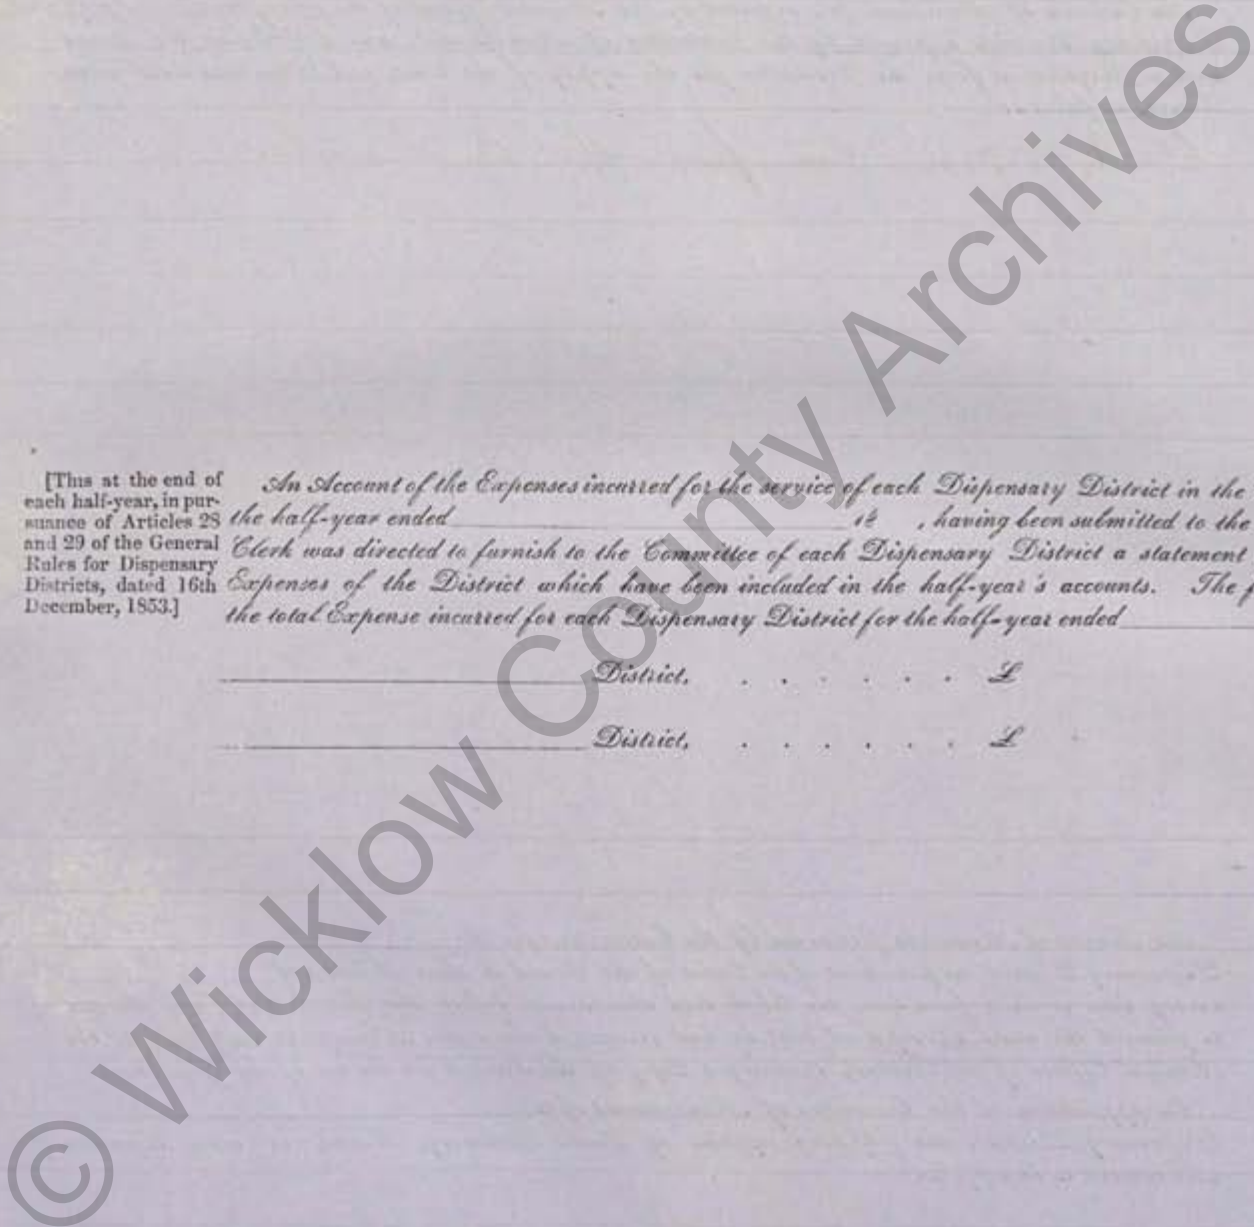 [This at the end of
each half-year, in pur-
suance of Articles 28
and 29 of the General
Rules for Dispensary
Districts, dated 16th
December, 1853.]
An Account of the Expenses incurred for the service of each Dispensary District in the
the half-year ended 18 , having been submitted to the
Clerk was directed to furnish to the Committee of each Dispensary District a statement
Expenses of the District which have been included in the half-year's accounts. The f
the total Expense incurred for each Dispensary District for the half-year ended
District, . . . . . . £
District, . . . . . . £
© Wicklow County Archives